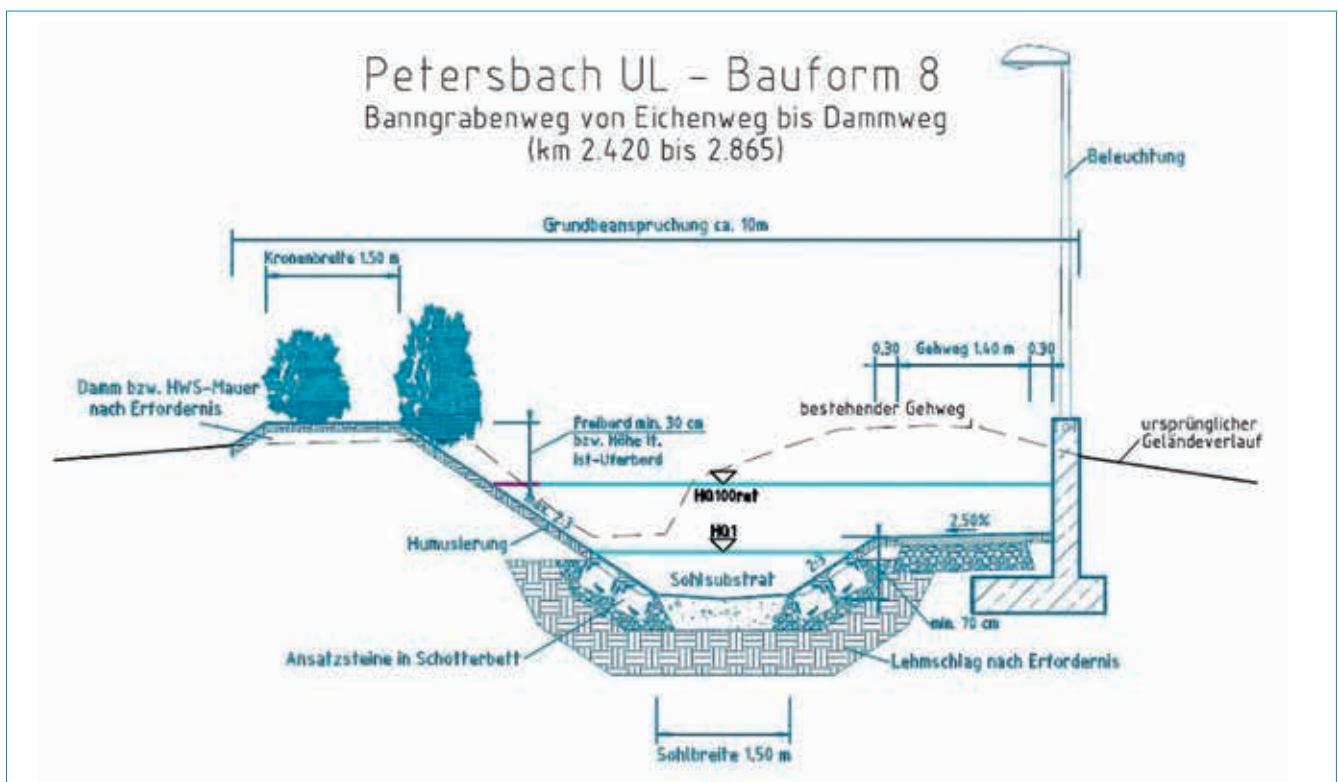 Petersbach UL - Bauform 8
Banngrabenweg von Eichenweg bis Dammweg
(km 2.420 bis 2.865)
Beleuchtung
Grundbeanspruchung ca. 10m
Kronenbreite 1,50 m
0,30 Gehweg 1,40 m 0,30
Damm bzw. HWS-Mauer
nach Erfordernis
Freibord min. 30 cm
bzw. Höhe lt.
Ist-Uferbord
bestehender Gehweg
ursprünglicher
Geländeverlauf
HQ100ret
2:3
HQ1
2,50%
Humusierung
2:3
Sohlsubstrat
min. 70 cm
Ansatzsteine in Schotterbett
Lehmschlag nach Erfordernis
Sohlbreite 1,50 m